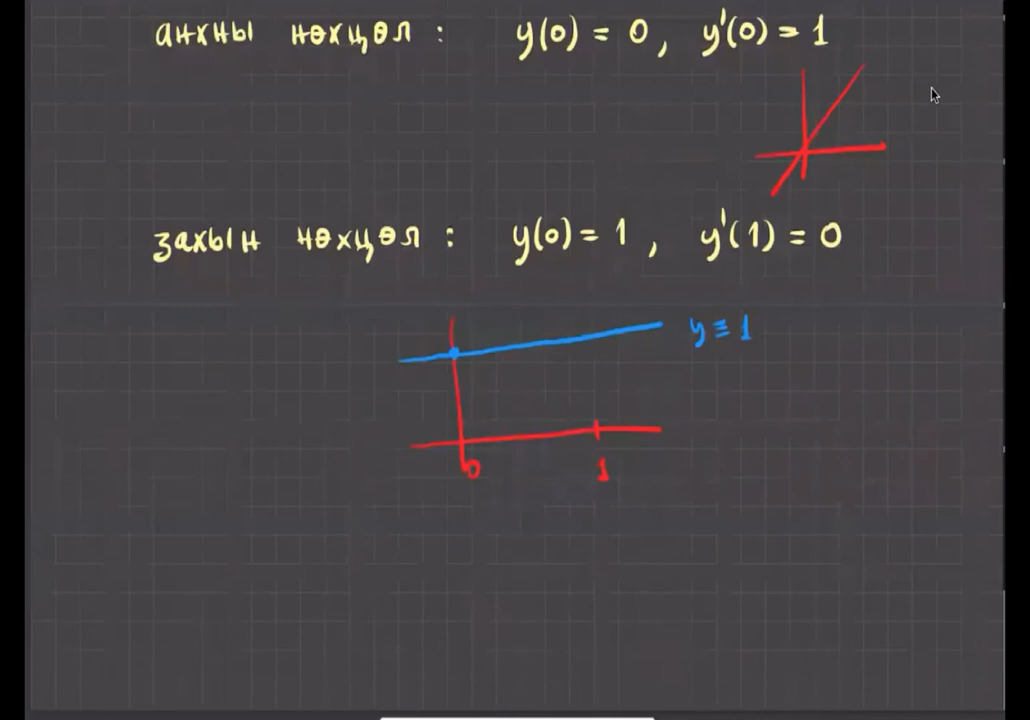 анхны нөхцөл : y(0) = 0, y'(0) = 1
захын нөхцөл : y(0) = 1, y'(1) = 0
y ≡ 1
0 1